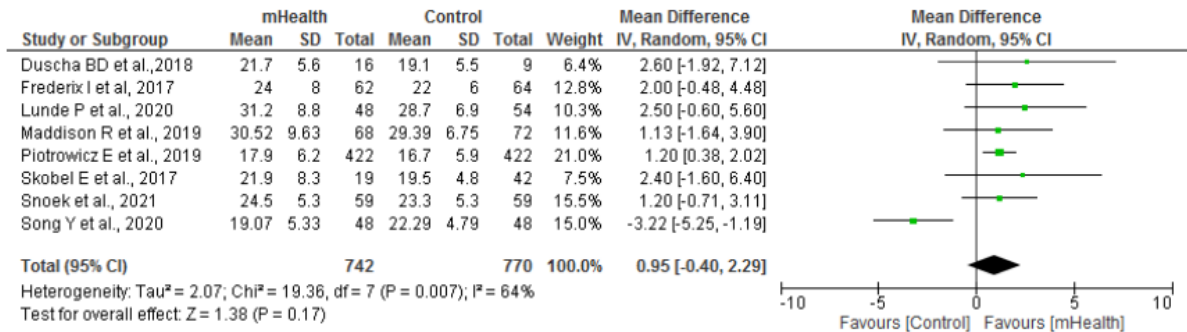 mHealth Control Mean Difference Mean Difference
Study or Subgroup Mean SD Total Mean SD Total Weight IV, Random, 95% CI IV, Random, 95% CI
Duscha BD et al.,2018 21.7 5.6 16 19.1 5.5 9 6.4% 2.60 [-1.92, 7.12]
Frederix I et al, 2017 24 8 62 22 6 64 12.8% 2.00 [-0.48, 4.48]
Lunde P et al., 2020 31.2 8.8 48 28.7 6.9 54 10.3% 2.50 [-0.60, 5.60]
Maddison R et al., 2019 30.52 9.63 68 29.39 6.75 72 11.6% 1.13 [-1.64, 3.90]
Piotrowicz E et al., 2019 17.9 6.2 422 16.7 5.9 422 21.0% 1.20 [0.38, 2.02]
Skobel E et al., 2017 21.9 8.3 19 19.5 4.8 42 7.5% 2.40 [-1.60, 6.40]
Snoek et al., 2021 24.5 5.3 59 23.3 5.3 59 15.5% 1.20 [-0.71, 3.11]
Song Y et al., 2020 19.07 5.33 48 22.29 4.79 48 15.0% -3.22 [-5.25, -1.19]
Total (95% CI) 742 770 100.0% 0.95 [-0.40, 2.29]
Heterogeneity: Tau² = 2.07; Chi² = 19.36, df = 7 (P = 0.007); I² = 64%
Test for overall effect: Z = 1.38 (P = 0.17)
-10 -5 0 5 10
Favours [Control] Favours [mHealth]